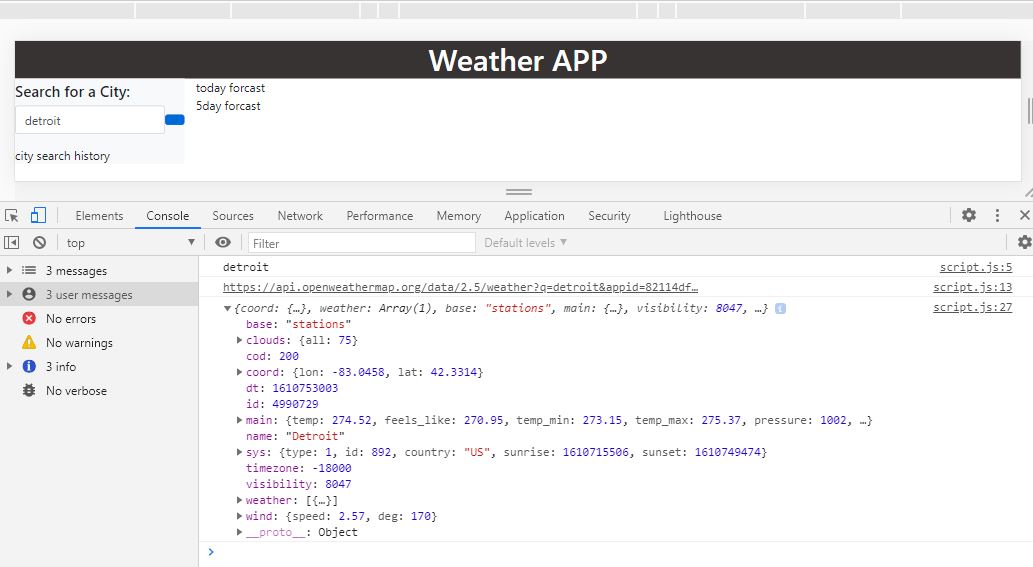 Weather APP
Search for a City:
detroit
city search history
today forcast
5day forcast
Elements Console Sources Network Performance Memory Application Security Lighthouse
top Filter Default levels
3 messages
3 user messages
No errors
No warnings
3 info
No verbose
detroit script.js:5
https://api.openweathermap.org/data/2.5/weather?q=detroit&appid=82114df… script.js:13
{coord: {…}, weather: Array(1), base: "stations", main: {…}, visibility: 8047, …} i script.js:27
base: "stations"
clouds: {all: 75}
cod: 200
coord: {lon: -83.0458, lat: 42.3314}
dt: 1610753003
id: 4990729
main: {temp: 274.52, feels_like: 270.95, temp_min: 273.15, temp_max: 275.37, pressure: 1002, …}
name: "Detroit"
sys: {type: 1, id: 892, country: "US", sunrise: 1610715506, sunset: 1610749474}
timezone: -18000
visibility: 8047
weather: [{…}]
wind: {speed: 2.57, deg: 170}
__proto__: Object